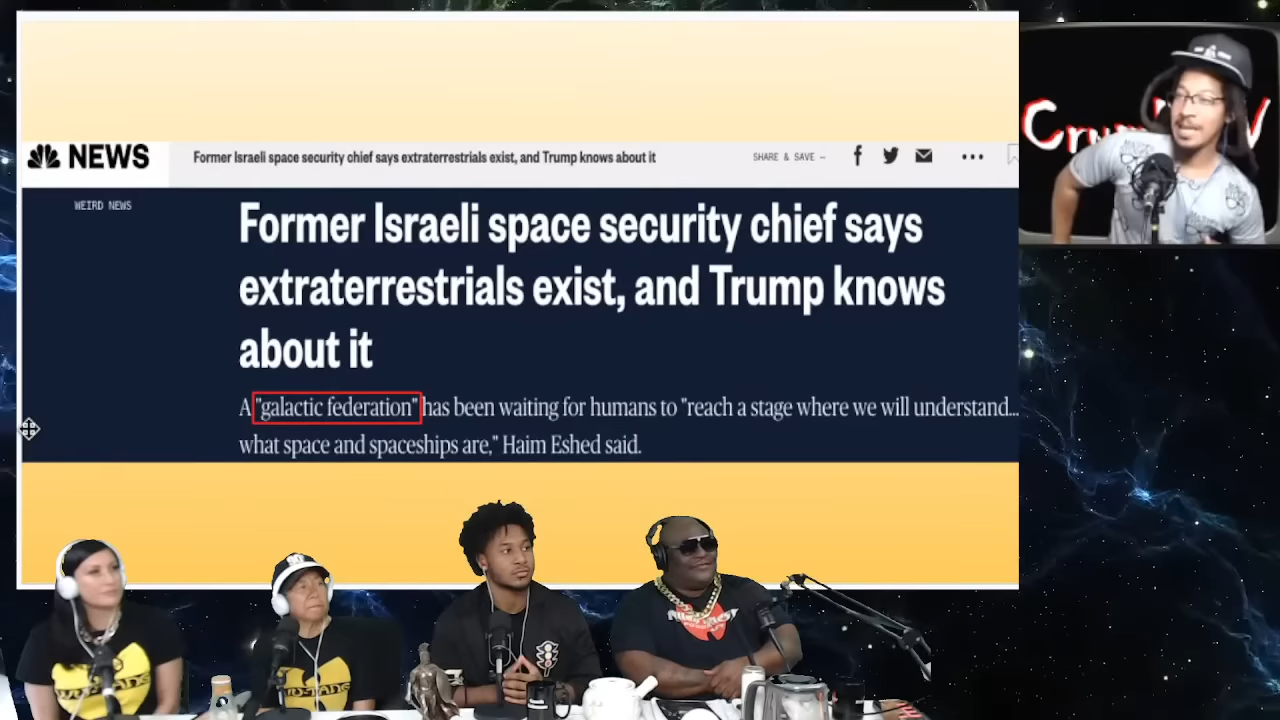 NEWS
Former Israeli space security chief says extraterrestrials exist, and Trump knows about it
SHARE & SAVE –
WEIRD NEWS
Former Israeli space security chief says
extraterrestrials exist, and Trump knows
about it
A "galactic federation" has been waiting for humans to "reach a stage where we will understand...
what space and spaceships are," Haim Eshed said.